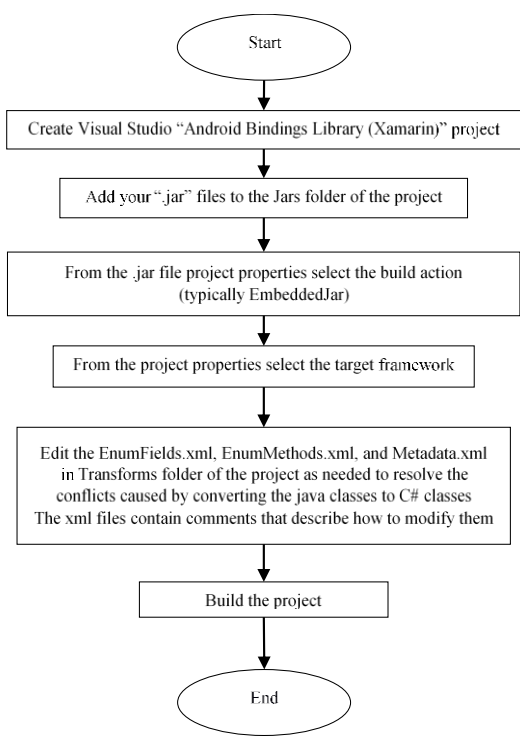 Start
Create Visual Studio “Android Bindings Library (Xamarin)” project
Add your “.jar” files to the Jars folder of the project
From the .jar file project properties select the build action
(typically EmbeddedJar)
From the project properties select the target framework
Edit the EnumFields.xml, EnumMethods.xml, and Metadata.xml
in Transforms folder of the project as needed to resolve the
conflicts caused by converting the java classes to C# classes
The xml files contain comments that describe how to modify them
Build the project
End